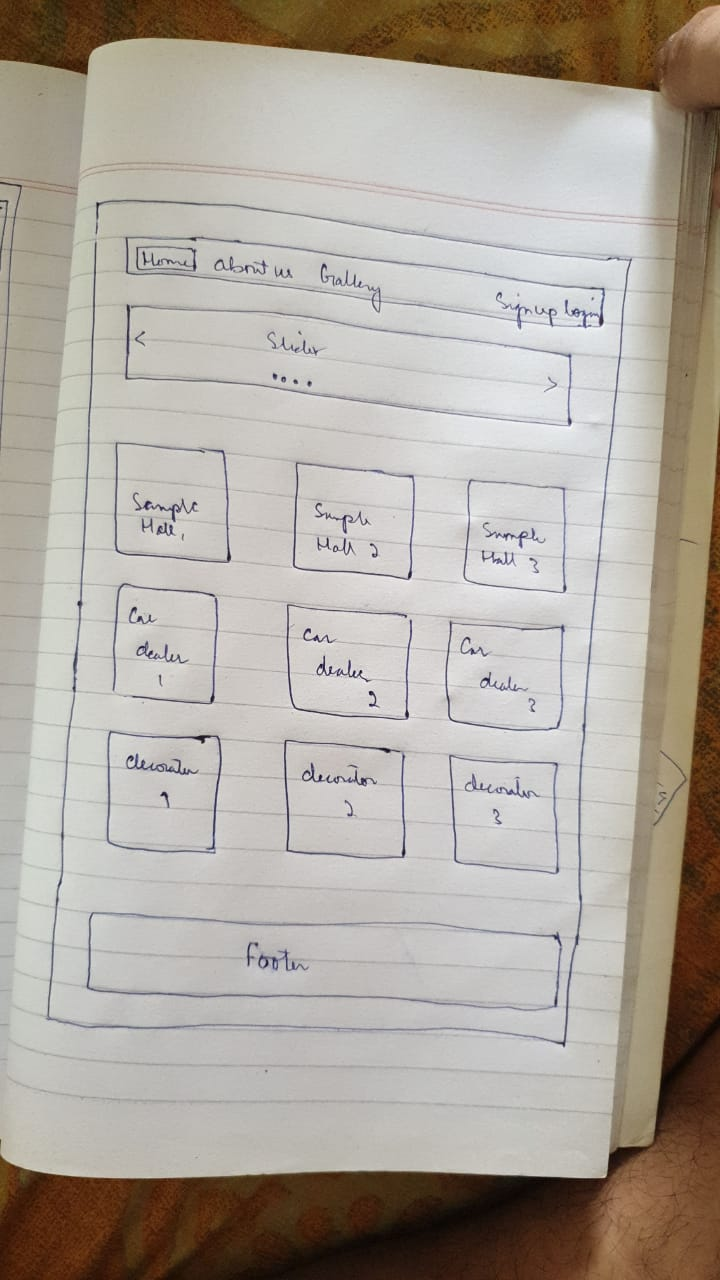 Home About us Gallery
Signup Login
<
Slider
>
Sample
Hall 1
Sample
Hall 2
Sample
Hall 3
Car
dealer
1
Car
dealer
2
Car
dealer
3
decorator
1
decorator
2
decorator
3
Footer